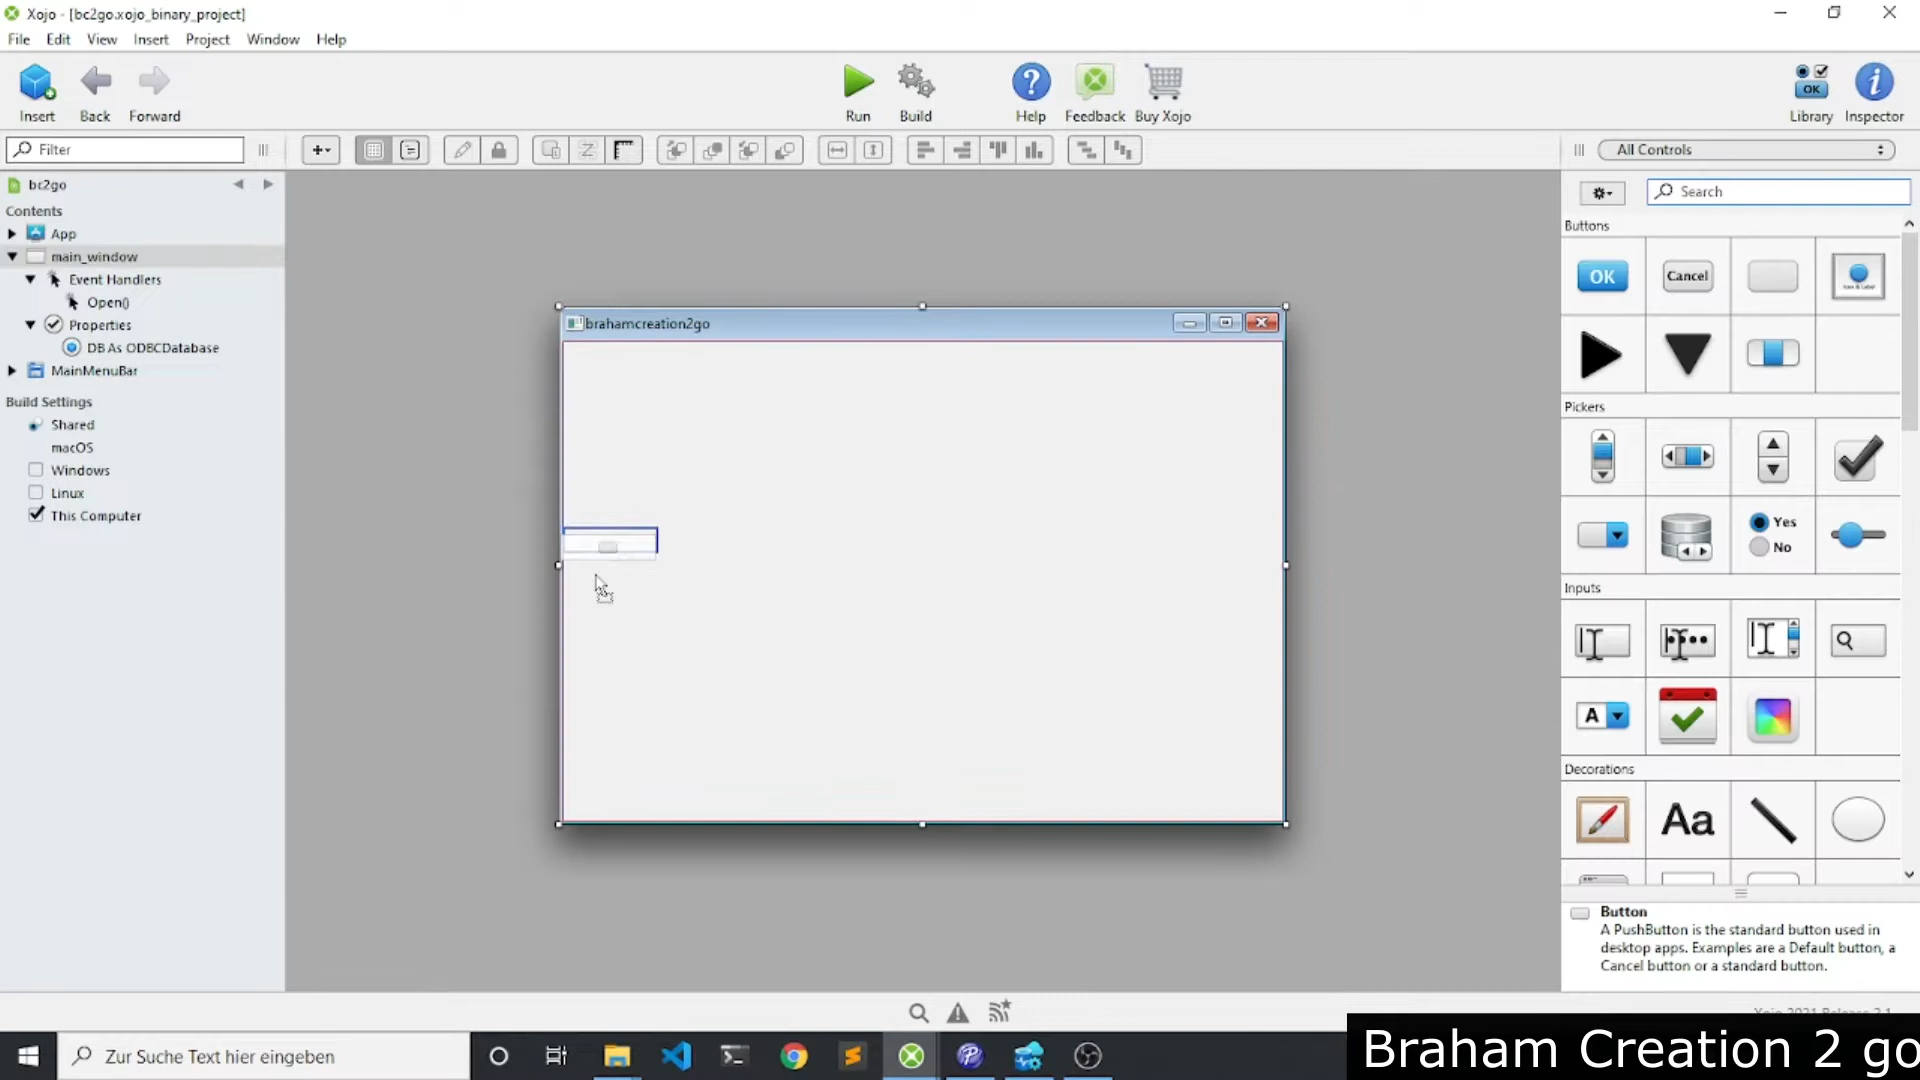 Xojo - [bc2go.xojo_binary_project]
File Edit View Insert Project Window Help
Insert Back Forward Run Build Help Feedback Buy Xojo OK Library Inspector
Filter All Controls
bc2go
Search
Contents
Buttons
App
main_window
Event Handlers
OK Cancel
Open()
Properties
brahamcreation2go
DB As ODBCDatabase
MainMenuBar
Build Settings
Pickers
Shared
macOS
Windows
Linux
This Computer
Yes
No
Inputs
A
Decorations
Aa
Button
A PushButton is the standard button used in
desktop apps. Examples are a Default button, a
Cancel button or a standard button.
Zur Suche Text hier eingeben
Braham Creation 2 go